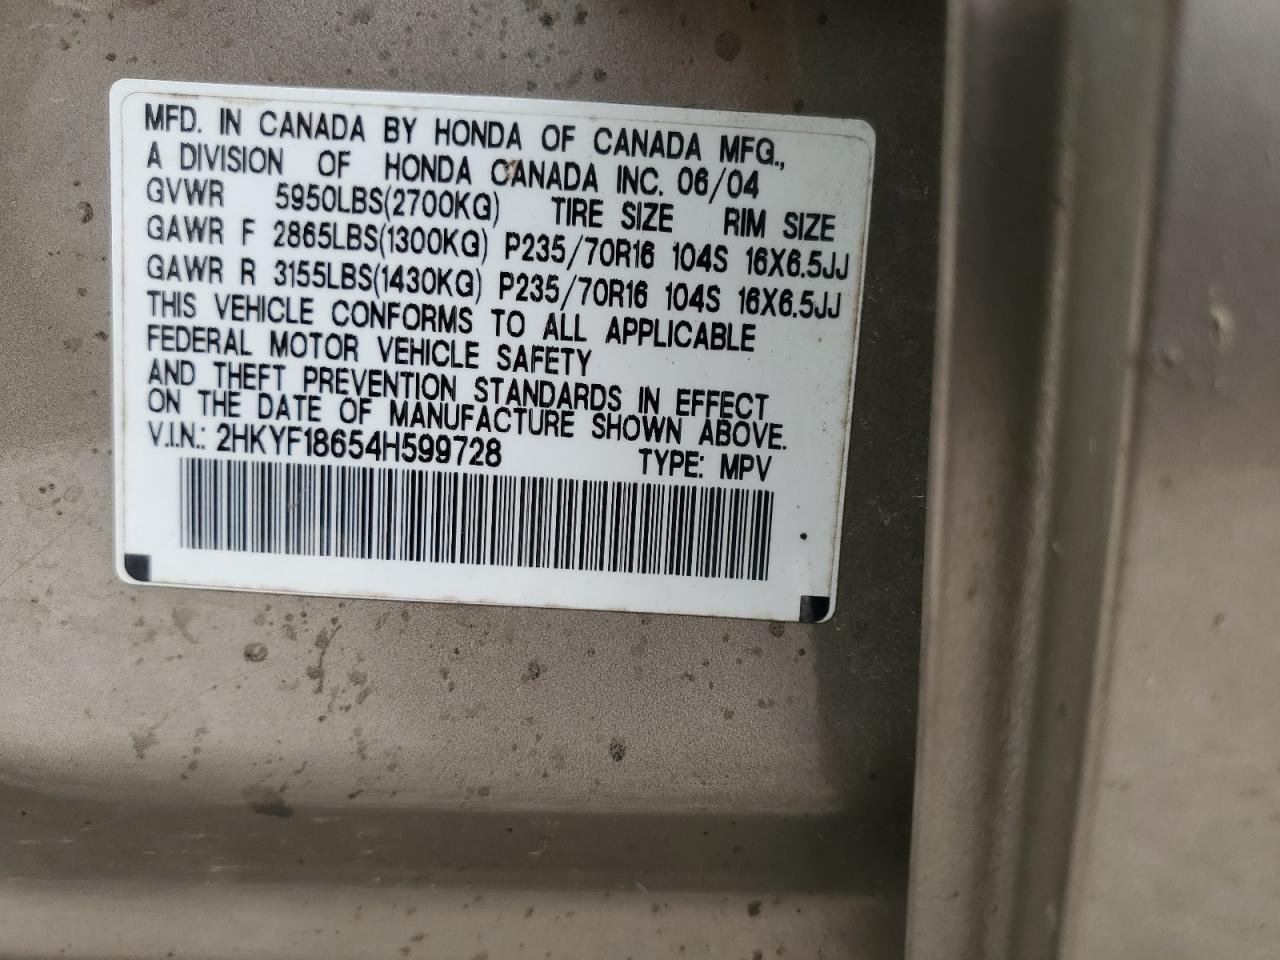 MFD. IN CANADA BY HONDA OF CANADA MFG.,
A DIVISION OF HONDA CANADA INC. 06/04
GVWR 5950LBS(2700KG) TIRE SIZE RIM SIZE
GAWR F 2865LBS(1300KG) P235/70R16 104S 16X6.5JJ
GAWR R 3155LBS(1430KG) P235/70R16 104S 16X6.5JJ
THIS VEHICLE CONFORMS TO ALL APPLICABLE
FEDERAL MOTOR VEHICLE SAFETY
AND THEFT PREVENTION STANDARDS IN EFFECT
ON THE DATE OF MANUFACTURE SHOWN ABOVE.
V.I.N.: 2HKYF18654H599728 TYPE: MPV